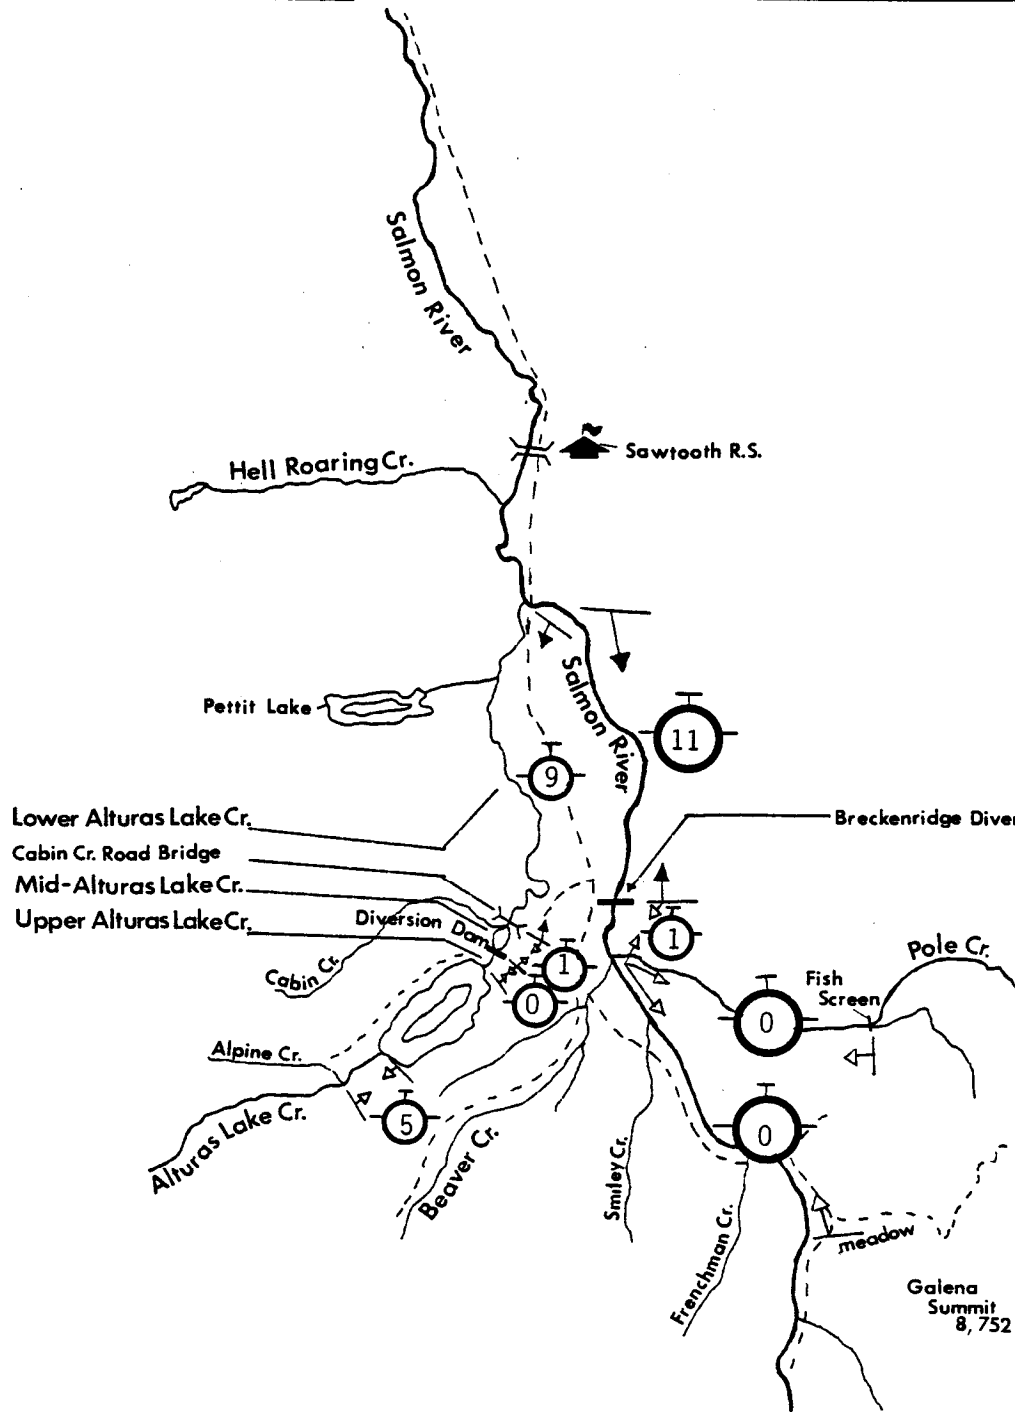 Salmon River
Sawtooth R.S.
Hell Roaring Cr.
Salmon River
Pettit Lake
11
9
Lower Alturas Lake Cr.
Breckenridge Diver
Cabin Cr. Road Bridge
Mid-Alturas Lake Cr.
Upper Alturas Lake Cr.
Diversion Dam
1
Pole Cr.
Cabin Cr.
1
Fish
Screen
0
0
Alpine Cr.
5
Alturas Lake Cr.
0
Beaver Cr.
Smiley Cr.
Frenchman Cr.
meadow
Galena
Summit
8,752